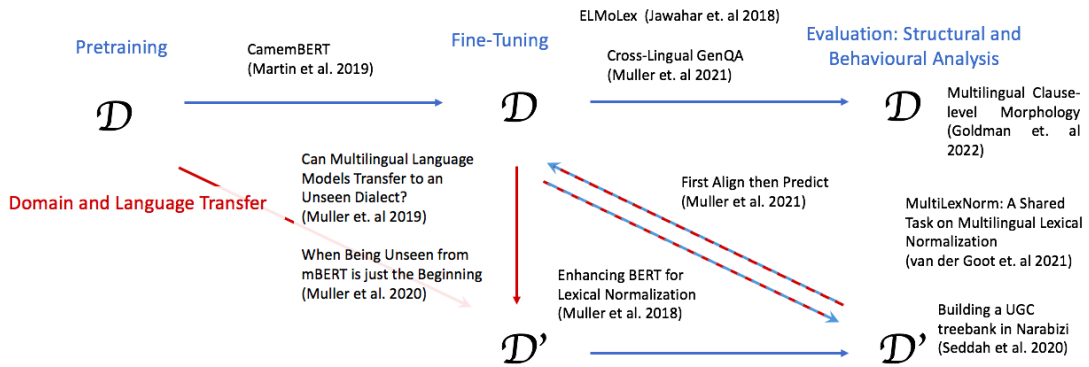 Pretraining
CamemBERT
(Martin et al. 2019)
Fine-Tuning
ELMoLex (Jawahar et. al 2018)
Cross-Lingual GenQA
(Muller et. al 2021)
Evaluation: Structural and
Behavioural Analysis
𝒟
𝒟
𝒟
Multilingual Clause-
level Morphology
(Goldman et. al
2022)
Domain and Language Transfer
Can Multilingual Language
Models Transfer to an
Unseen Dialect?
(Muller et. al 2019)
When Being Unseen from
mBERT is just the Beginning
(Muller et al. 2020)
First Align then Predict
(Muller et al. 2021)
MultiLexNorm: A Shared
Task on Multilingual Lexical
Normalization
(van der Goot et. al 2021)
Enhancing BERT for
Lexical Normalization
(Muller et al. 2018)
𝒟'
𝒟'
Building a UGC
treebank in Narabizi
(Seddah et al. 2020)